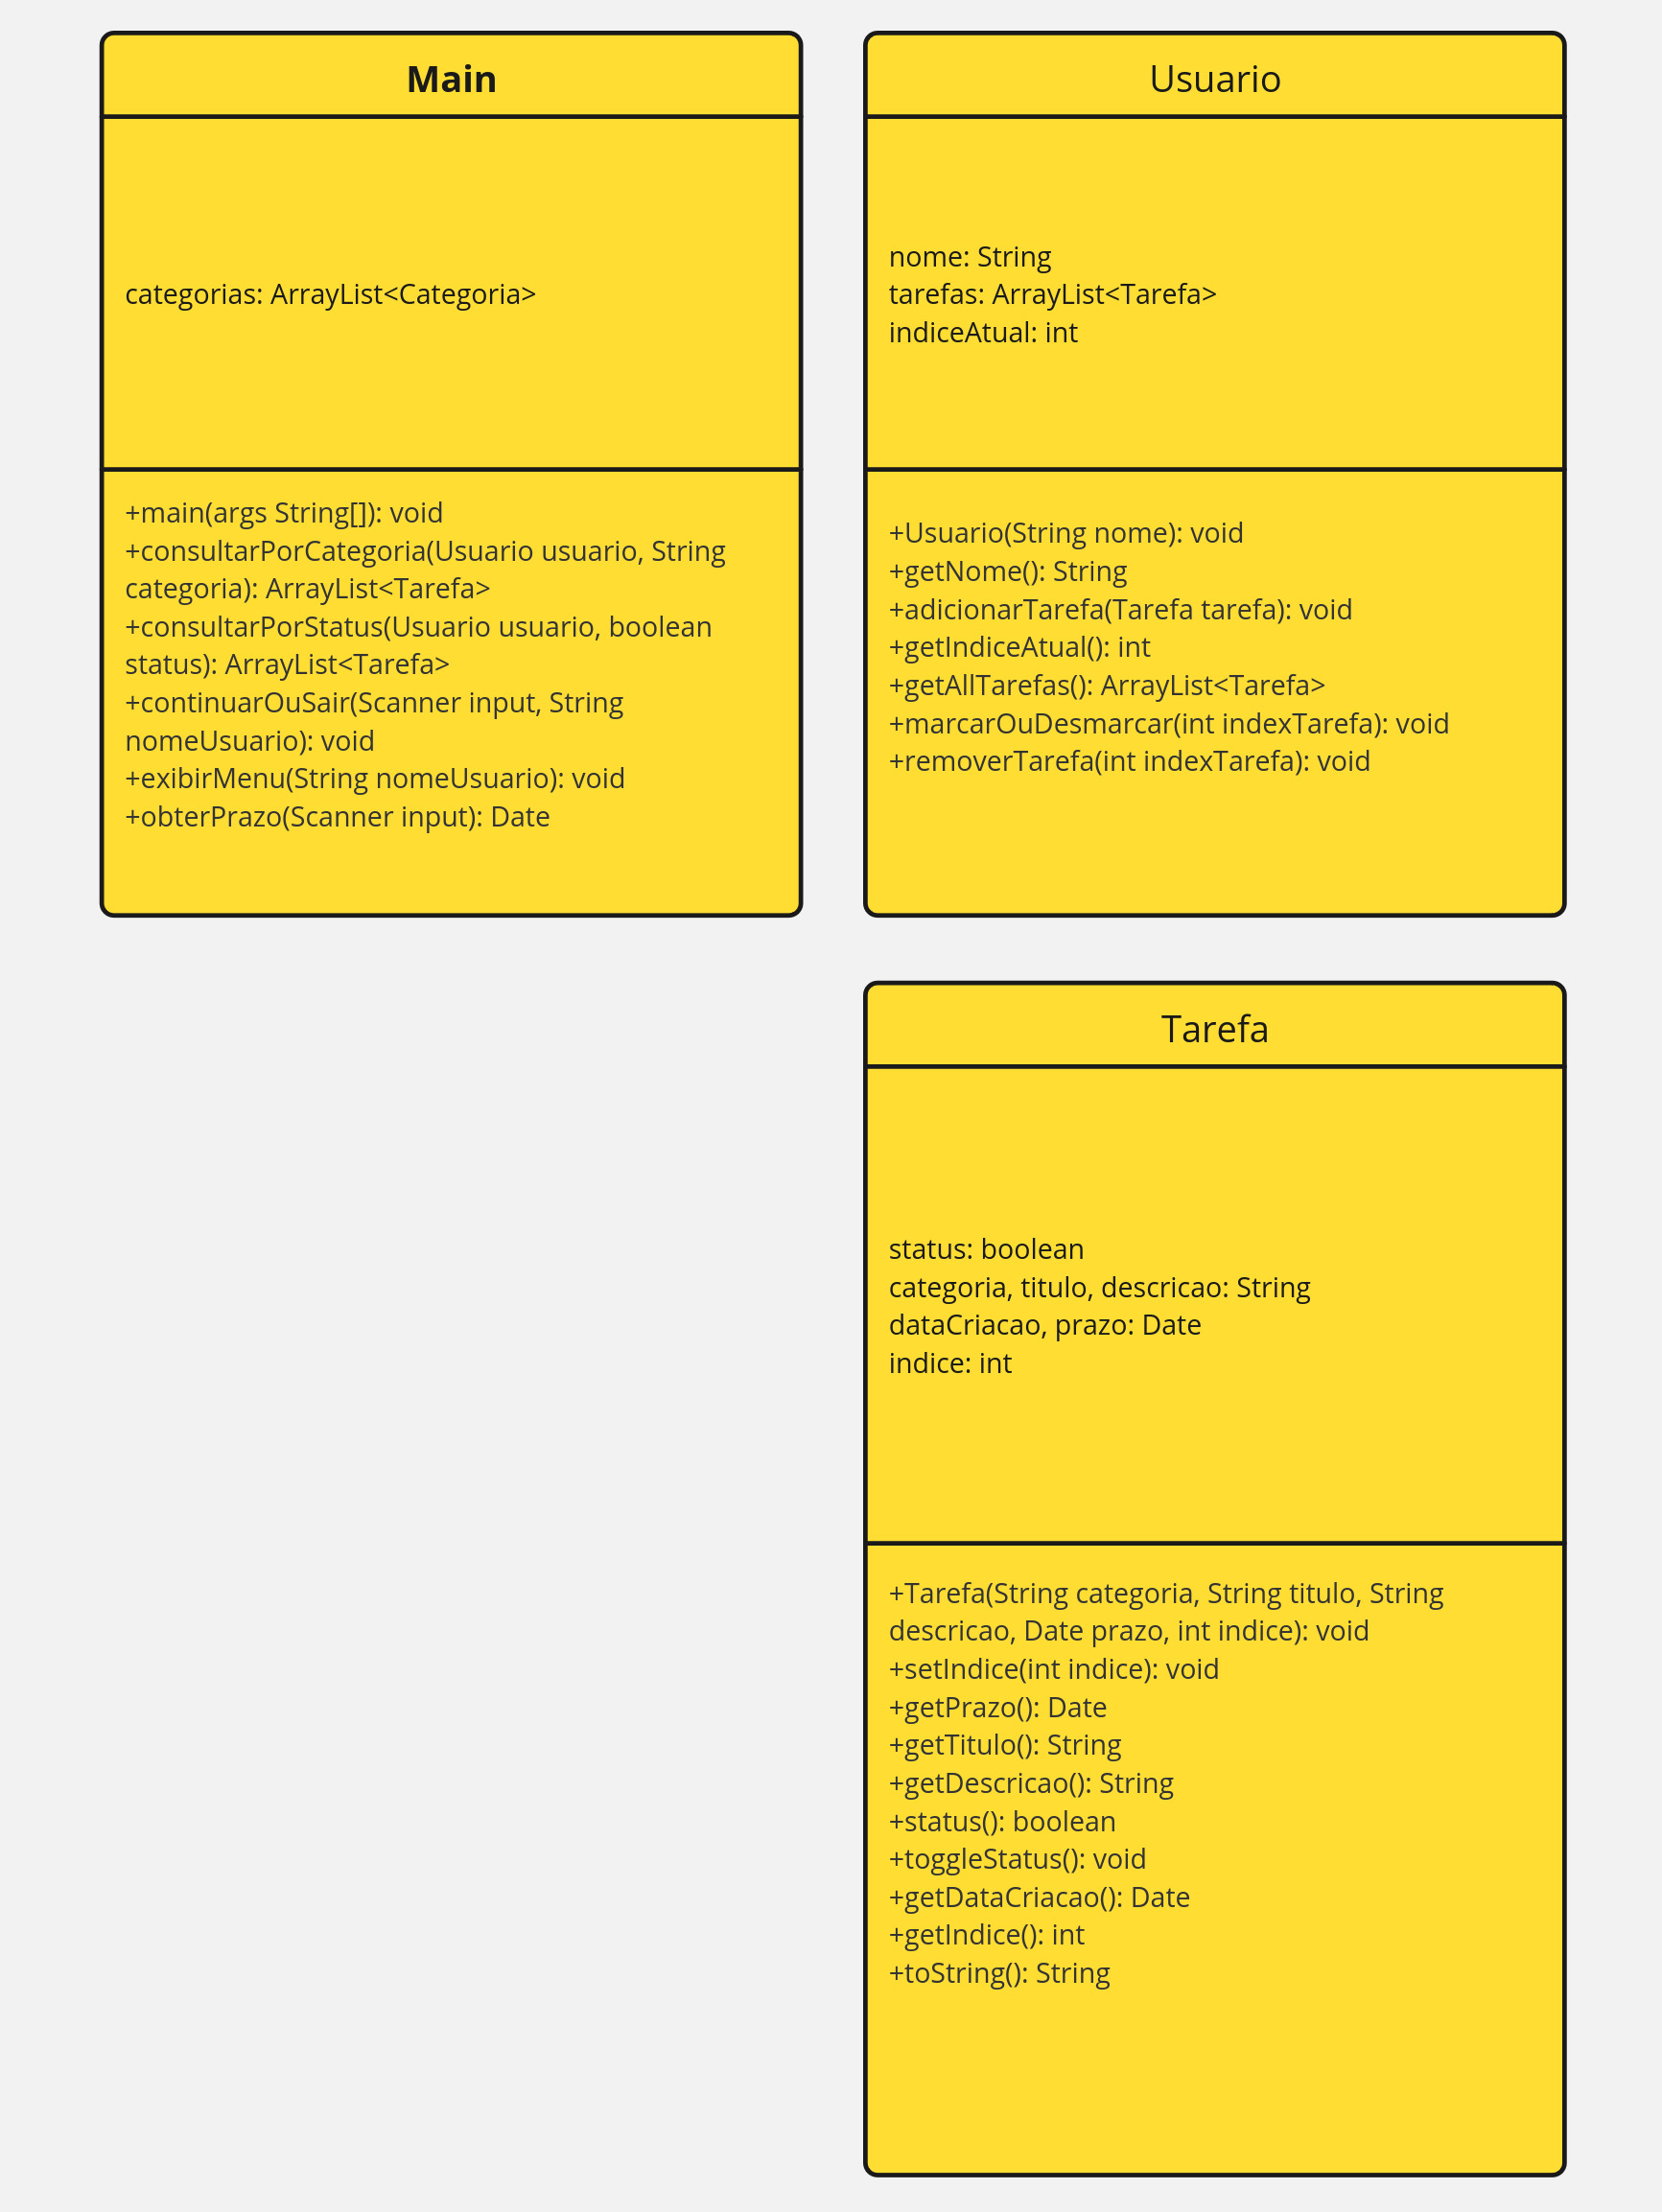 Main
categorias: ArrayList<Categoria>
+main(args String[]): void
+consultarPorCategoria(Usuario usuario, String
categoria): ArrayList<Tarefa>
+consultarPorStatus(Usuario usuario, boolean
status): ArrayList<Tarefa>
+continuarOuSair(Scanner input, String
nomeUsuario): void
+exibirMenu(String nomeUsuario): void
+obterPrazo(Scanner input): Date
Usuario
nome: String
tarefas: ArrayList<Tarefa>
indiceAtual: int
+Usuario(String nome): void
+getNome(): String
+adicionarTarefa(Tarefa tarefa): void
+getIndiceAtual(): int
+getAllTarefas(): ArrayList<Tarefa>
+marcarOuDesmarcar(int indexTarefa): void
+removerTarefa(int indexTarefa): void
Tarefa
status: boolean
categoria, titulo, descricao: String
dataCriacao, prazo: Date
indice: int
+Tarefa(String categoria, String titulo, String
descricao, Date prazo, int indice): void
+setIndice(int indice): void
+getPrazo(): Date
+getTitulo(): String
+getDescricao(): String
+status(): boolean
+toggleStatus(): void
+getDataCriacao(): Date
+getIndice(): int
+toString(): String